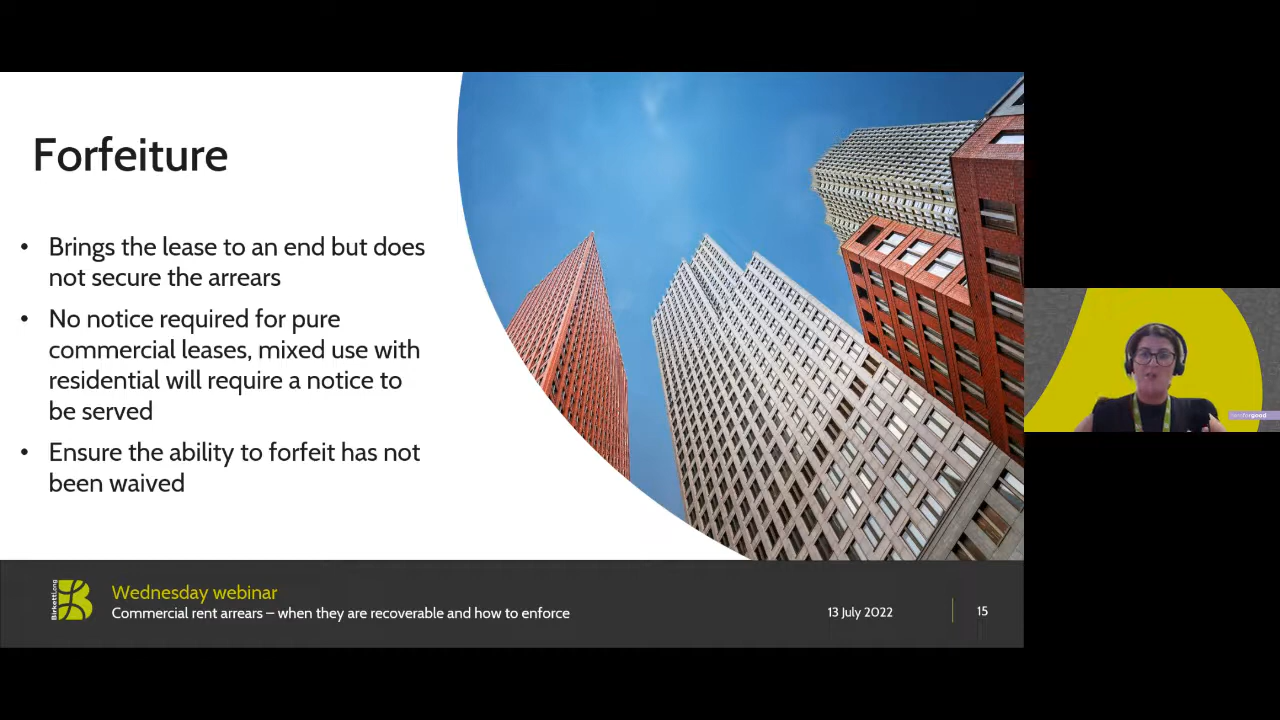 Forfeiture
• Brings the lease to an end but does
not secure the arrears
• No notice required for pure
commercial leases, mixed use with
residential will require a notice to
be served
• Ensure the ability to forfeit has not
been waived
BirkettLong
Wednesday webinar
Commercial rent arrears – when they are recoverable and how to enforce
13 July 2022
15